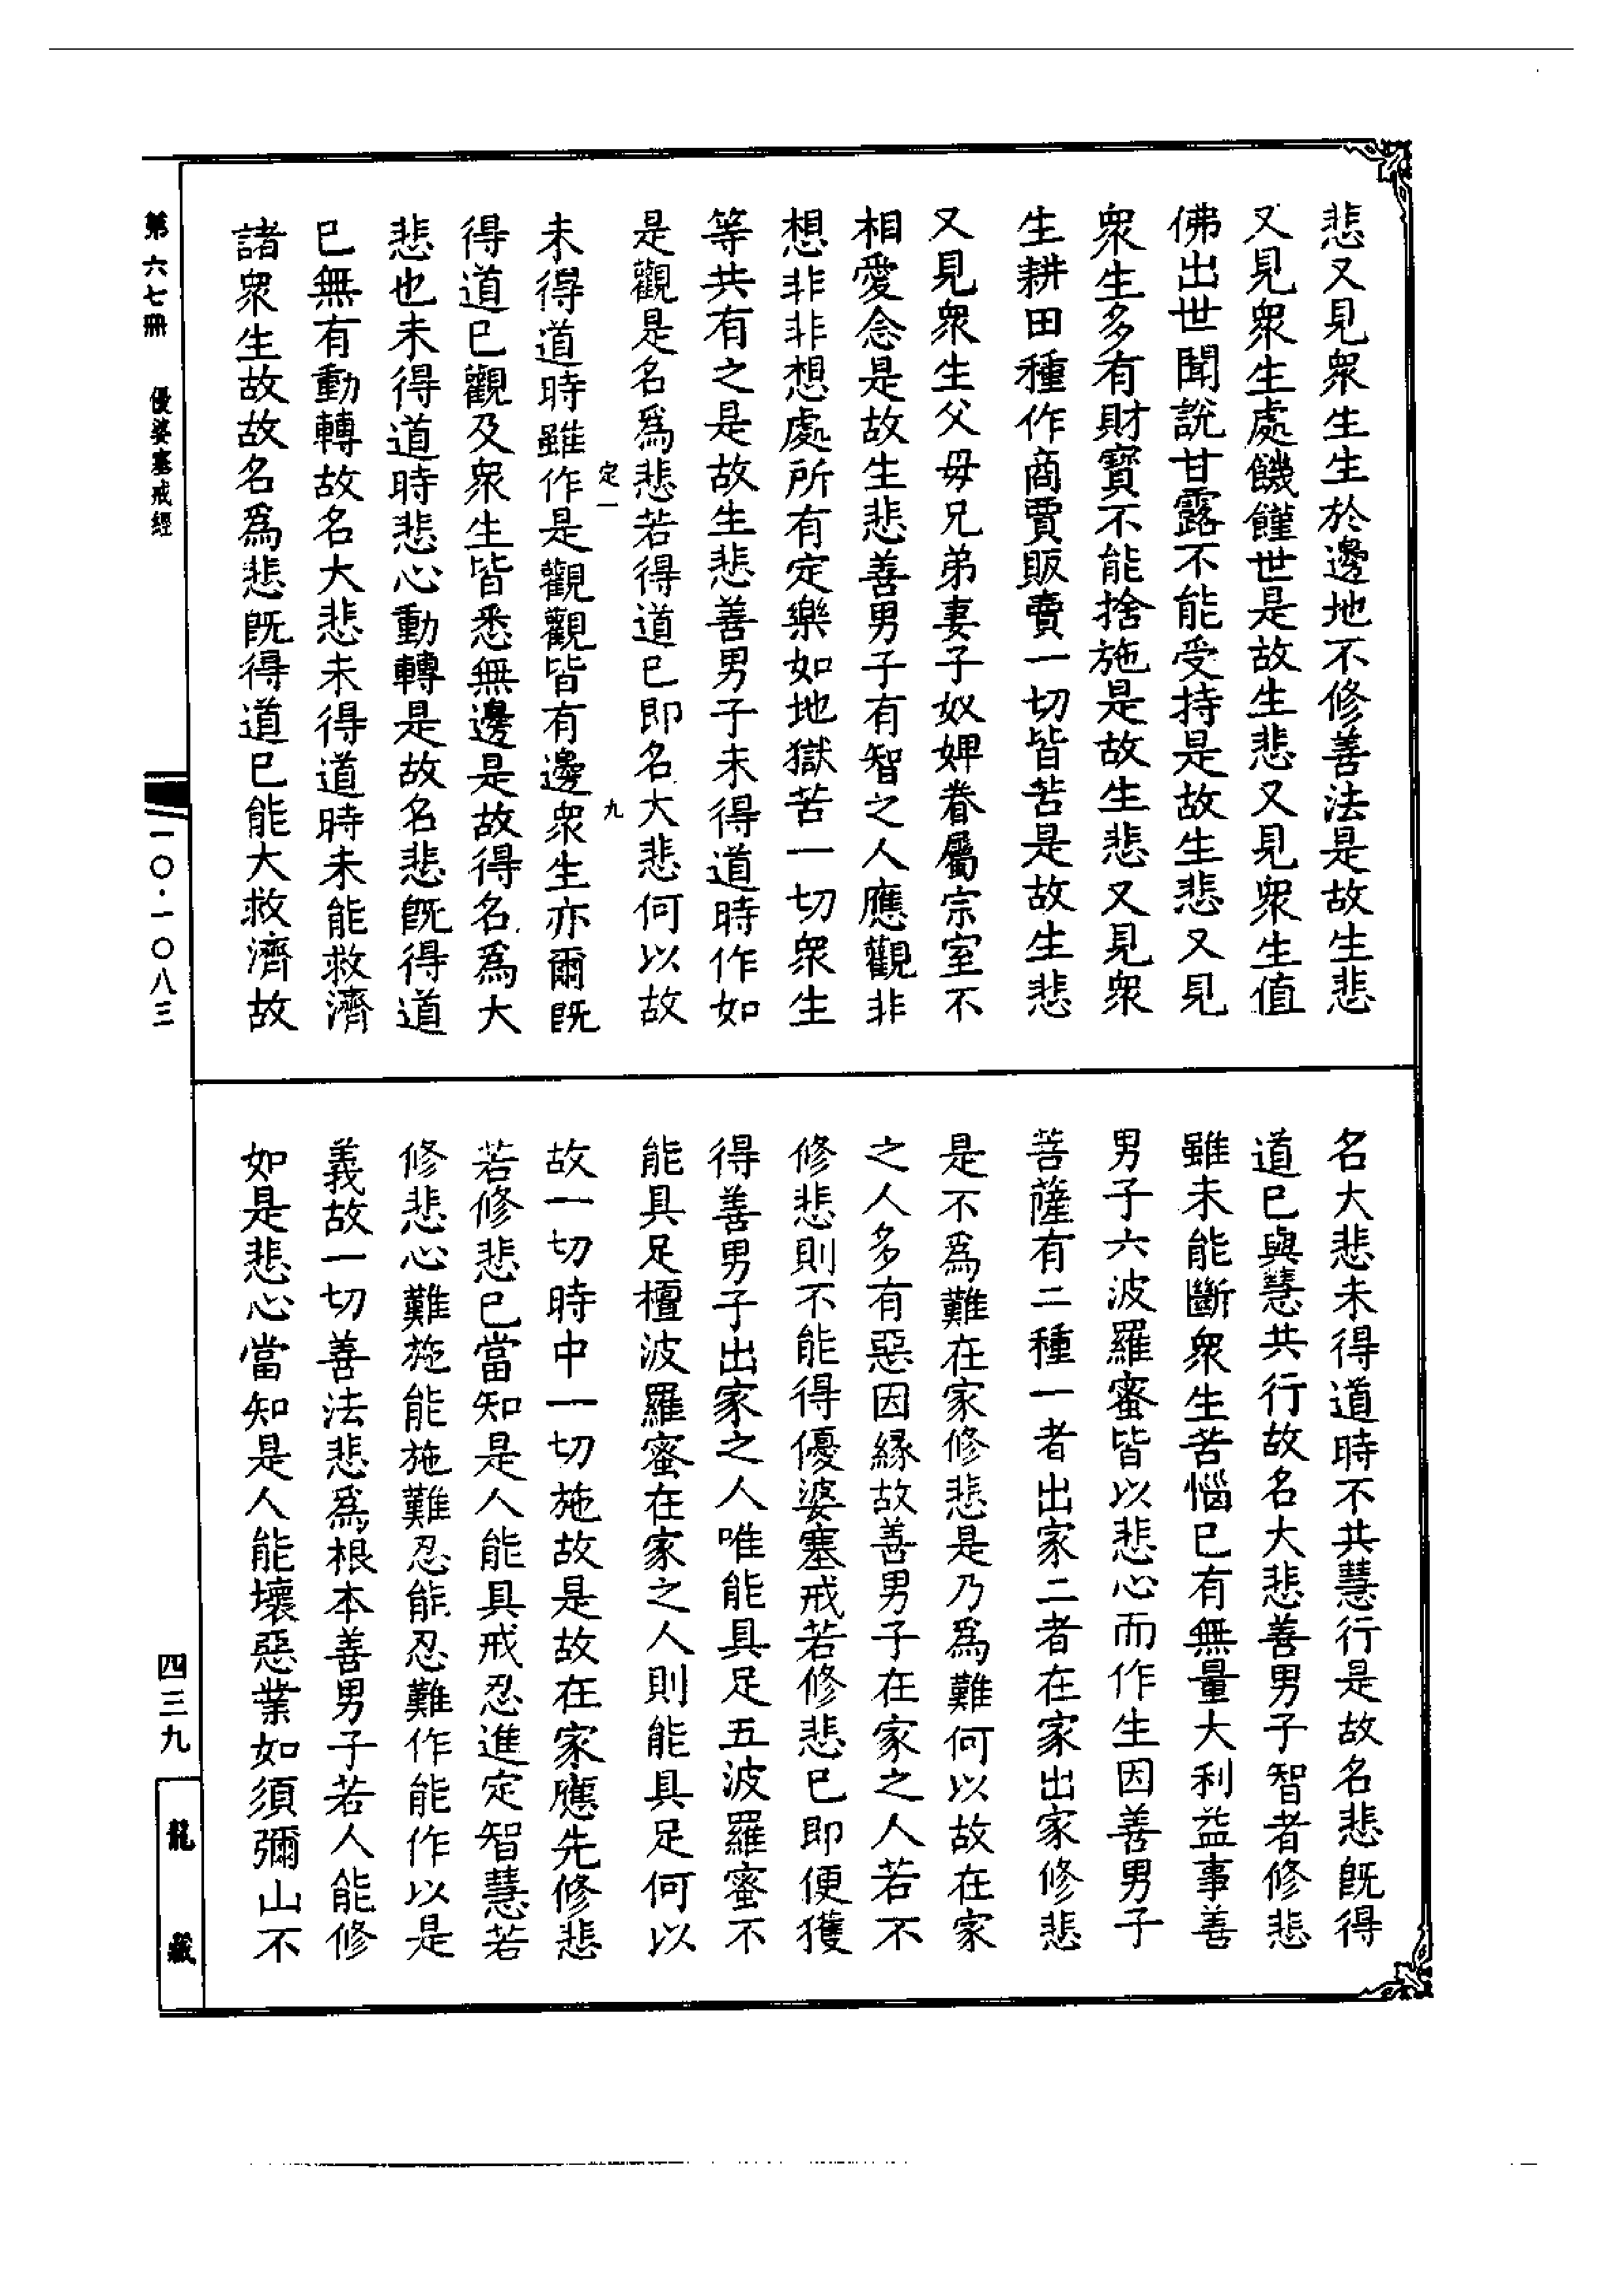 悲又見衆生生於邊地不修善法是故生悲
又見衆生處饑饉世是故生悲又見衆生值
佛出世聞說甘露不能受持是故生悲又見
衆生多有財寶不能捨施是故生悲又見衆
生耕田種作商賈販賣一切皆苦是故生悲
又見衆生父母兄弟妻子奴婢眷屬宗室不
相愛念是故生悲善男子有智之人應觀非
想非非想處所有定樂如地獄苦一切衆生
等共有之是故生悲善男子未得道時作如
是觀是名爲悲若得道已即名大悲何以故
定一
九
未得道時雖作是觀觀皆有邊衆生亦爾旣
得道已觀及衆生皆悉無邊是故得名爲大
悲也未得道時悲心動轉是故名悲旣得道
已無有動轉故名大悲未得道時未能救濟
諸衆生故故名爲悲旣得道已能大救濟故
名大悲未得道時不共慧行是故名悲旣得
道已與慧共行故名大悲善男子智者修悲
雖未能斷衆生苦惱已有無量大利益事善
男子六波羅蜜皆以悲心而作生因善男子
菩薩有二種一者出家二者在家出家修悲
是不爲難在家修悲是乃爲難何以故在家
之人多有惡因緣故善男子在家之人若不
修悲則不能得優婆塞戒若修悲已即便獲
得善男子出家之人唯能具足五波羅蜜不
能具足檀波羅蜜在家之人則能具足何以
故一切時中一切施故是故在家應先修悲
若修悲已當知是人能具戒忍進定智慧若
修悲心難施能施難忍能忍難作能作以是
義故一切善法悲爲根本善男子若人能修
如是悲心當知是人能壞惡業如須彌山不
第六七冊 優婆塞戒經
一〇·一〇八三
四三九
龍藏